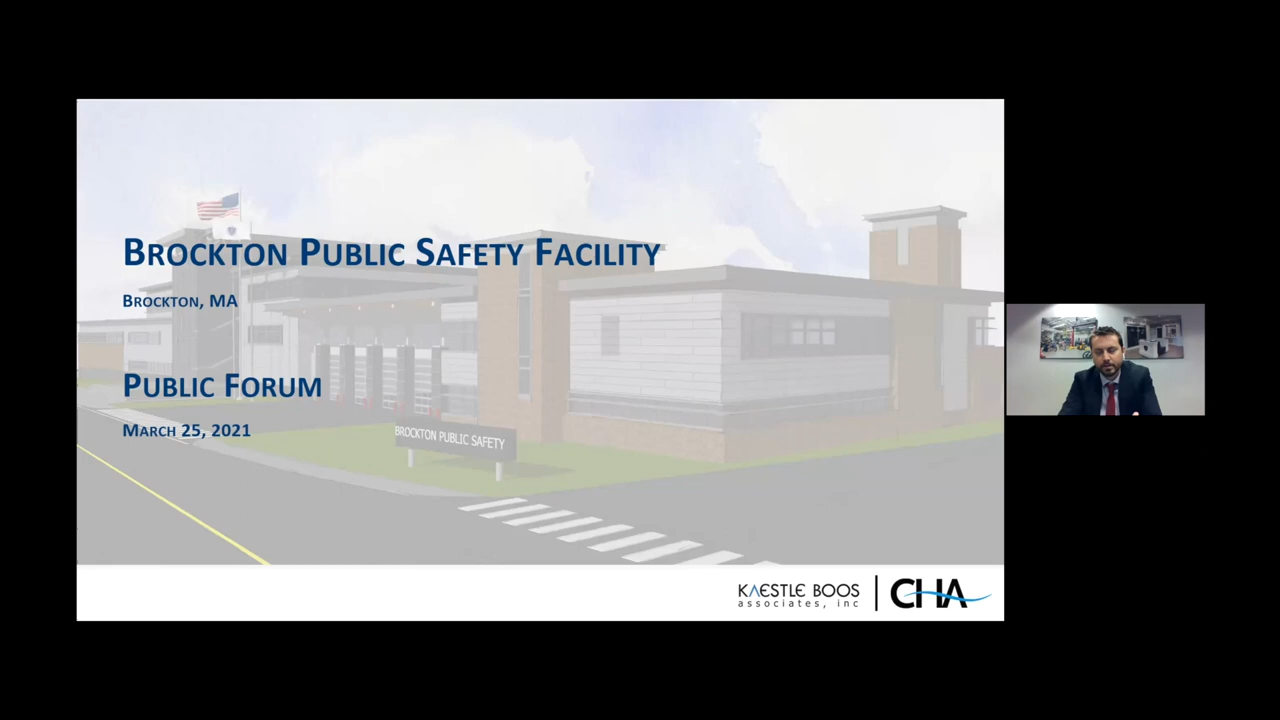 Brockton Public Safety Facility
Brockton, MA
Public Forum
March 25, 2021
BROCKTON PUBLIC SAFETY
KAESTLE BOOS
associates, inc
CHA